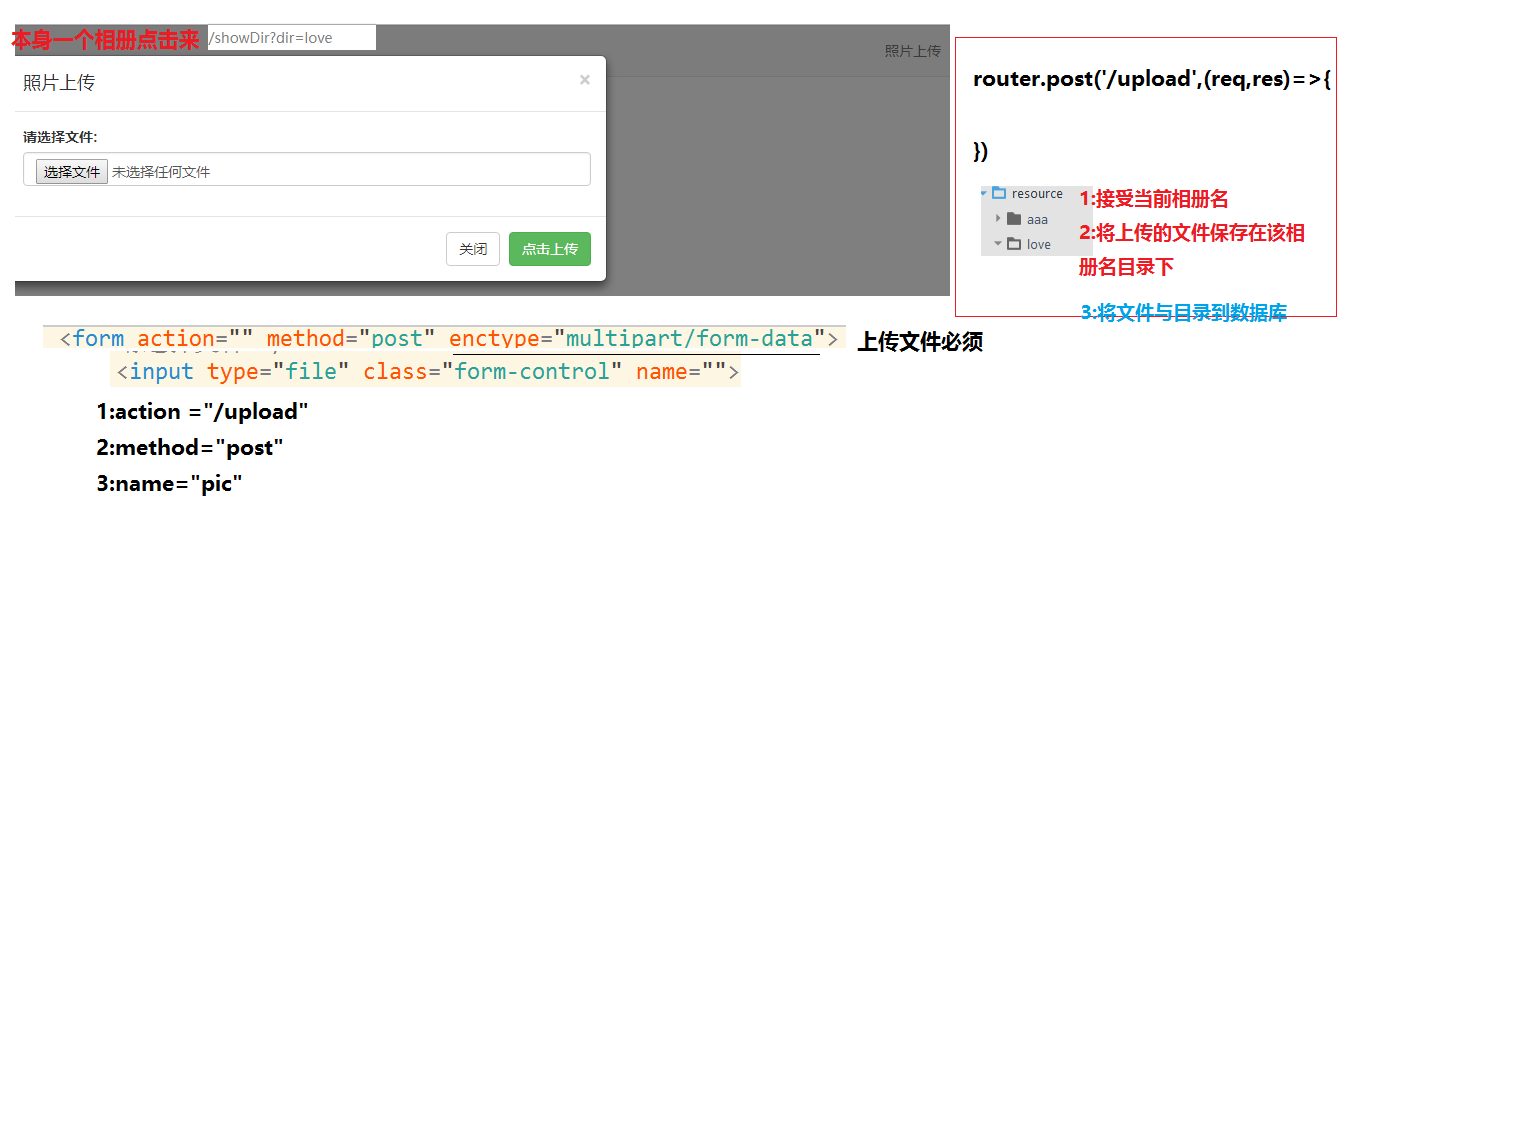 本身一个相册点击来 /showDir?dir=love
照片上传
照片上传 ×
请选择文件:
选择文件 未选择任何文件
关闭 点击上传
router.post('/upload',(req,res)=>{
})
resource
aaa
love
1:接受当前相册名
2:将上传的文件保存在该相
册名目录下
3:将文件与目录到数据库
<form action="" method="post" enctype="multipart/form-data"> 上传文件必须
<input type="file" class="form-control" name="">
1:action ="/upload"
2:method="post"
3:name="pic"